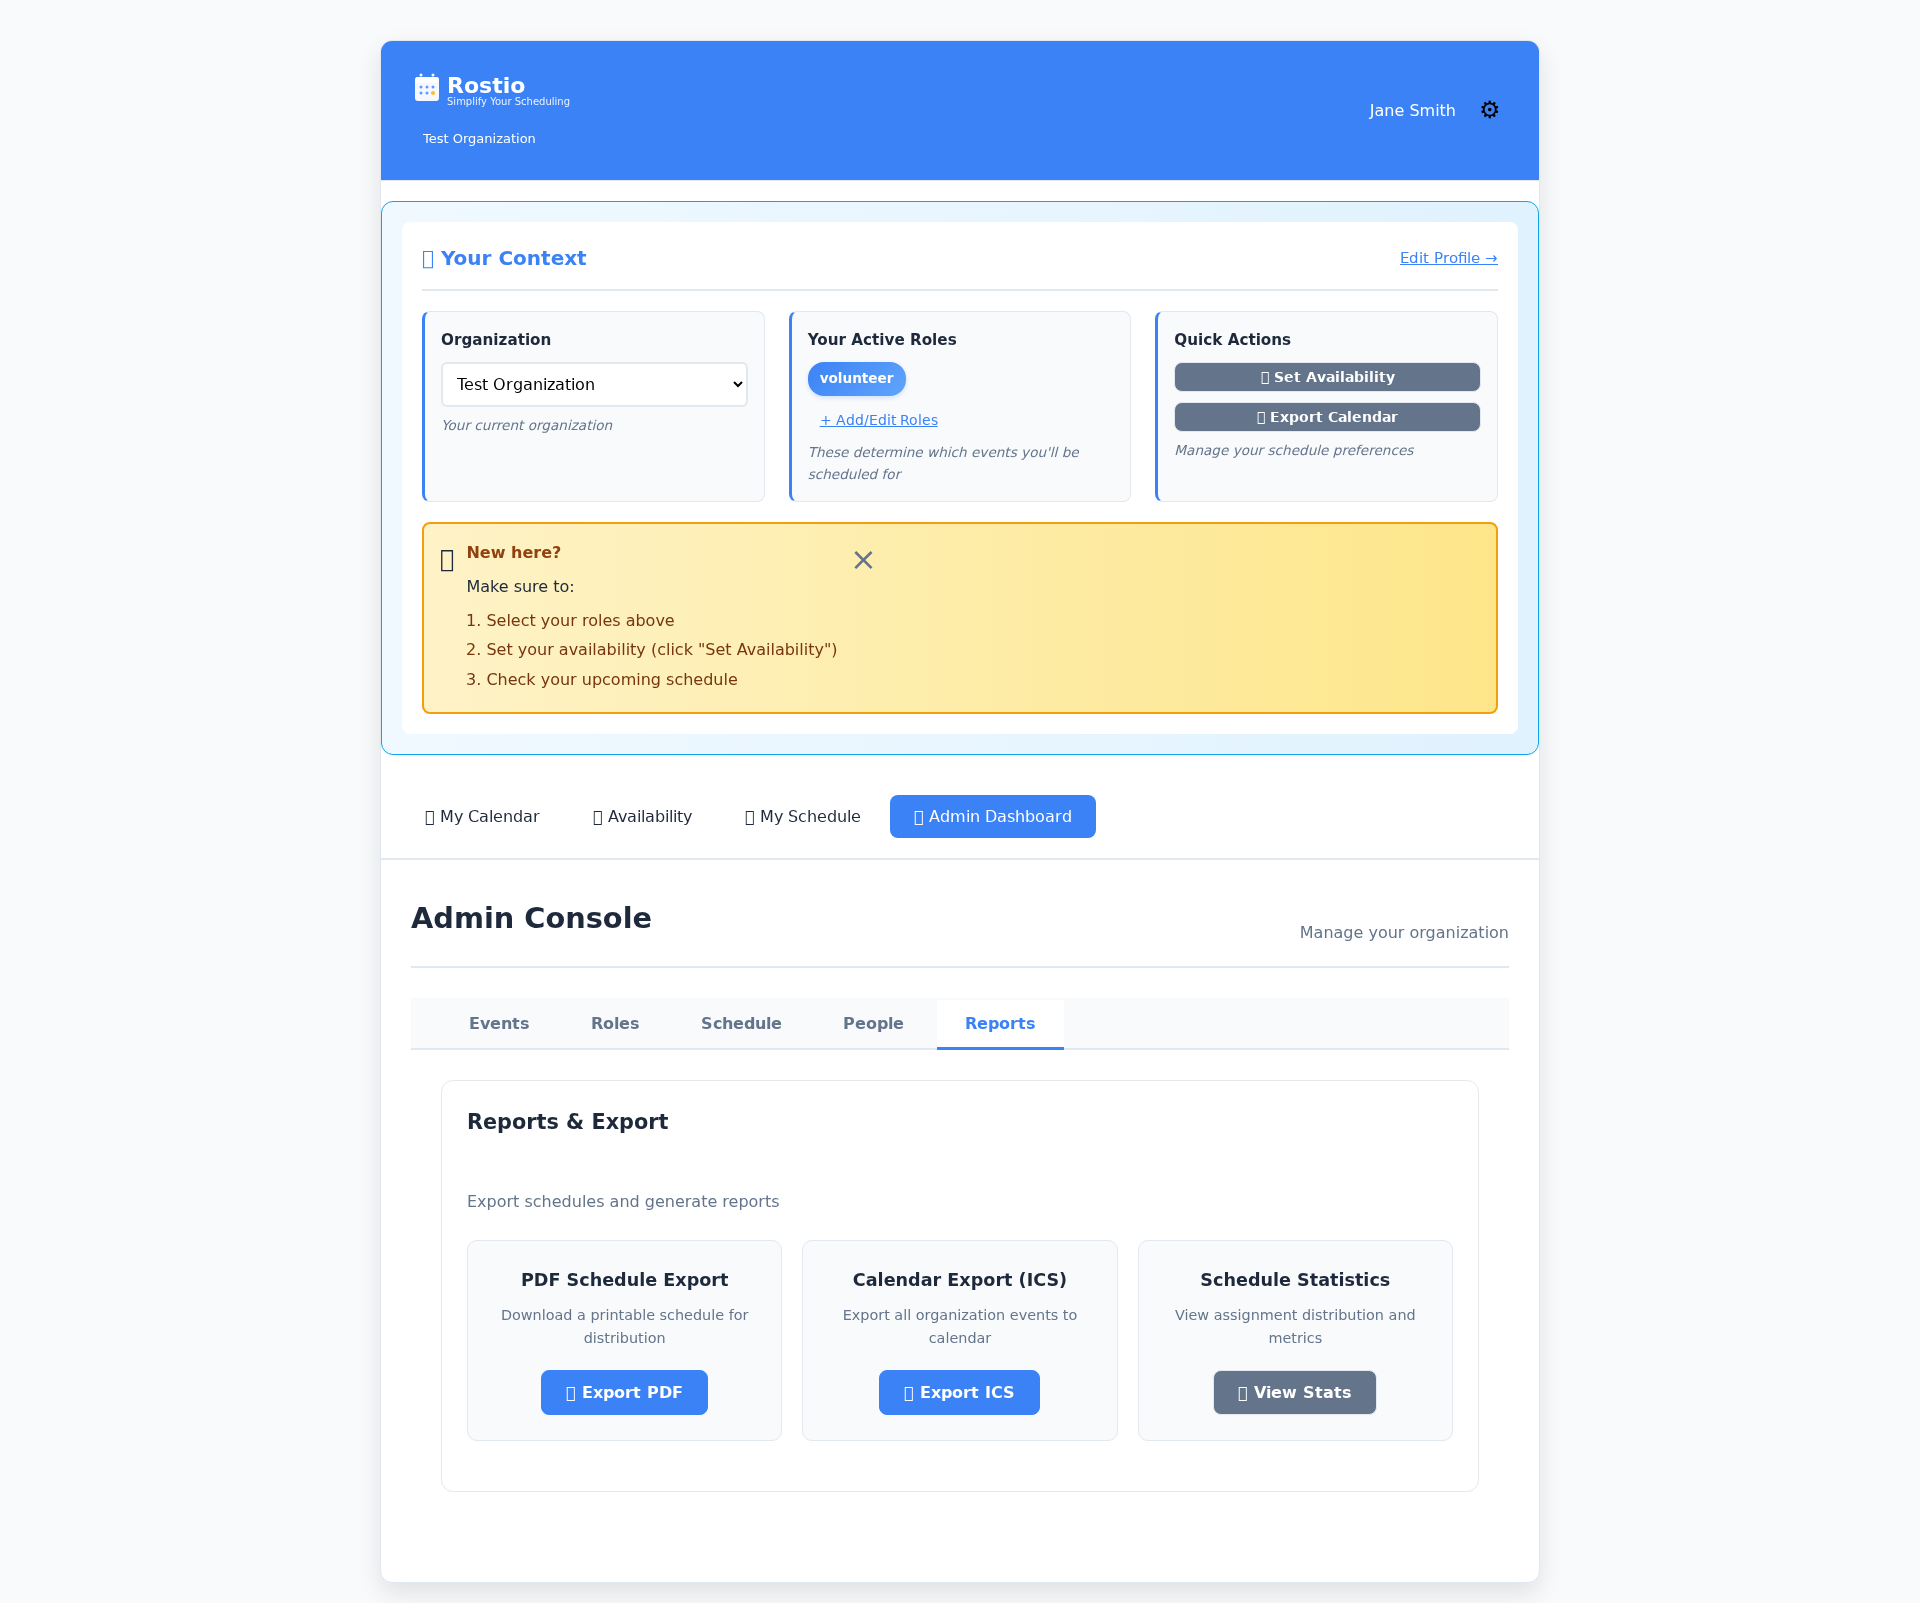 Rostio
Simplify Your Scheduling
Test Organization
Jane Smith
Your Context
Edit Profile →
Organization
Test Organization
Your current organization
Your Active Roles
volunteer
+ Add/Edit Roles
These determine which events you'll be
scheduled for
Quick Actions
Set Availability
Export Calendar
Manage your schedule preferences
New here?
Make sure to:
1. Select your roles above
2. Set your availability (click "Set Availability")
3. Check your upcoming schedule
×
My Calendar
Availability
My Schedule
Admin Dashboard
Admin Console
Manage your organization
Events
Roles
Schedule
People
Reports
Reports & Export
Export schedules and generate reports
PDF Schedule Export
Download a printable schedule for
distribution
Export PDF
Calendar Export (ICS)
Export all organization events to
calendar
Export ICS
Schedule Statistics
View assignment distribution and
metrics
View Stats